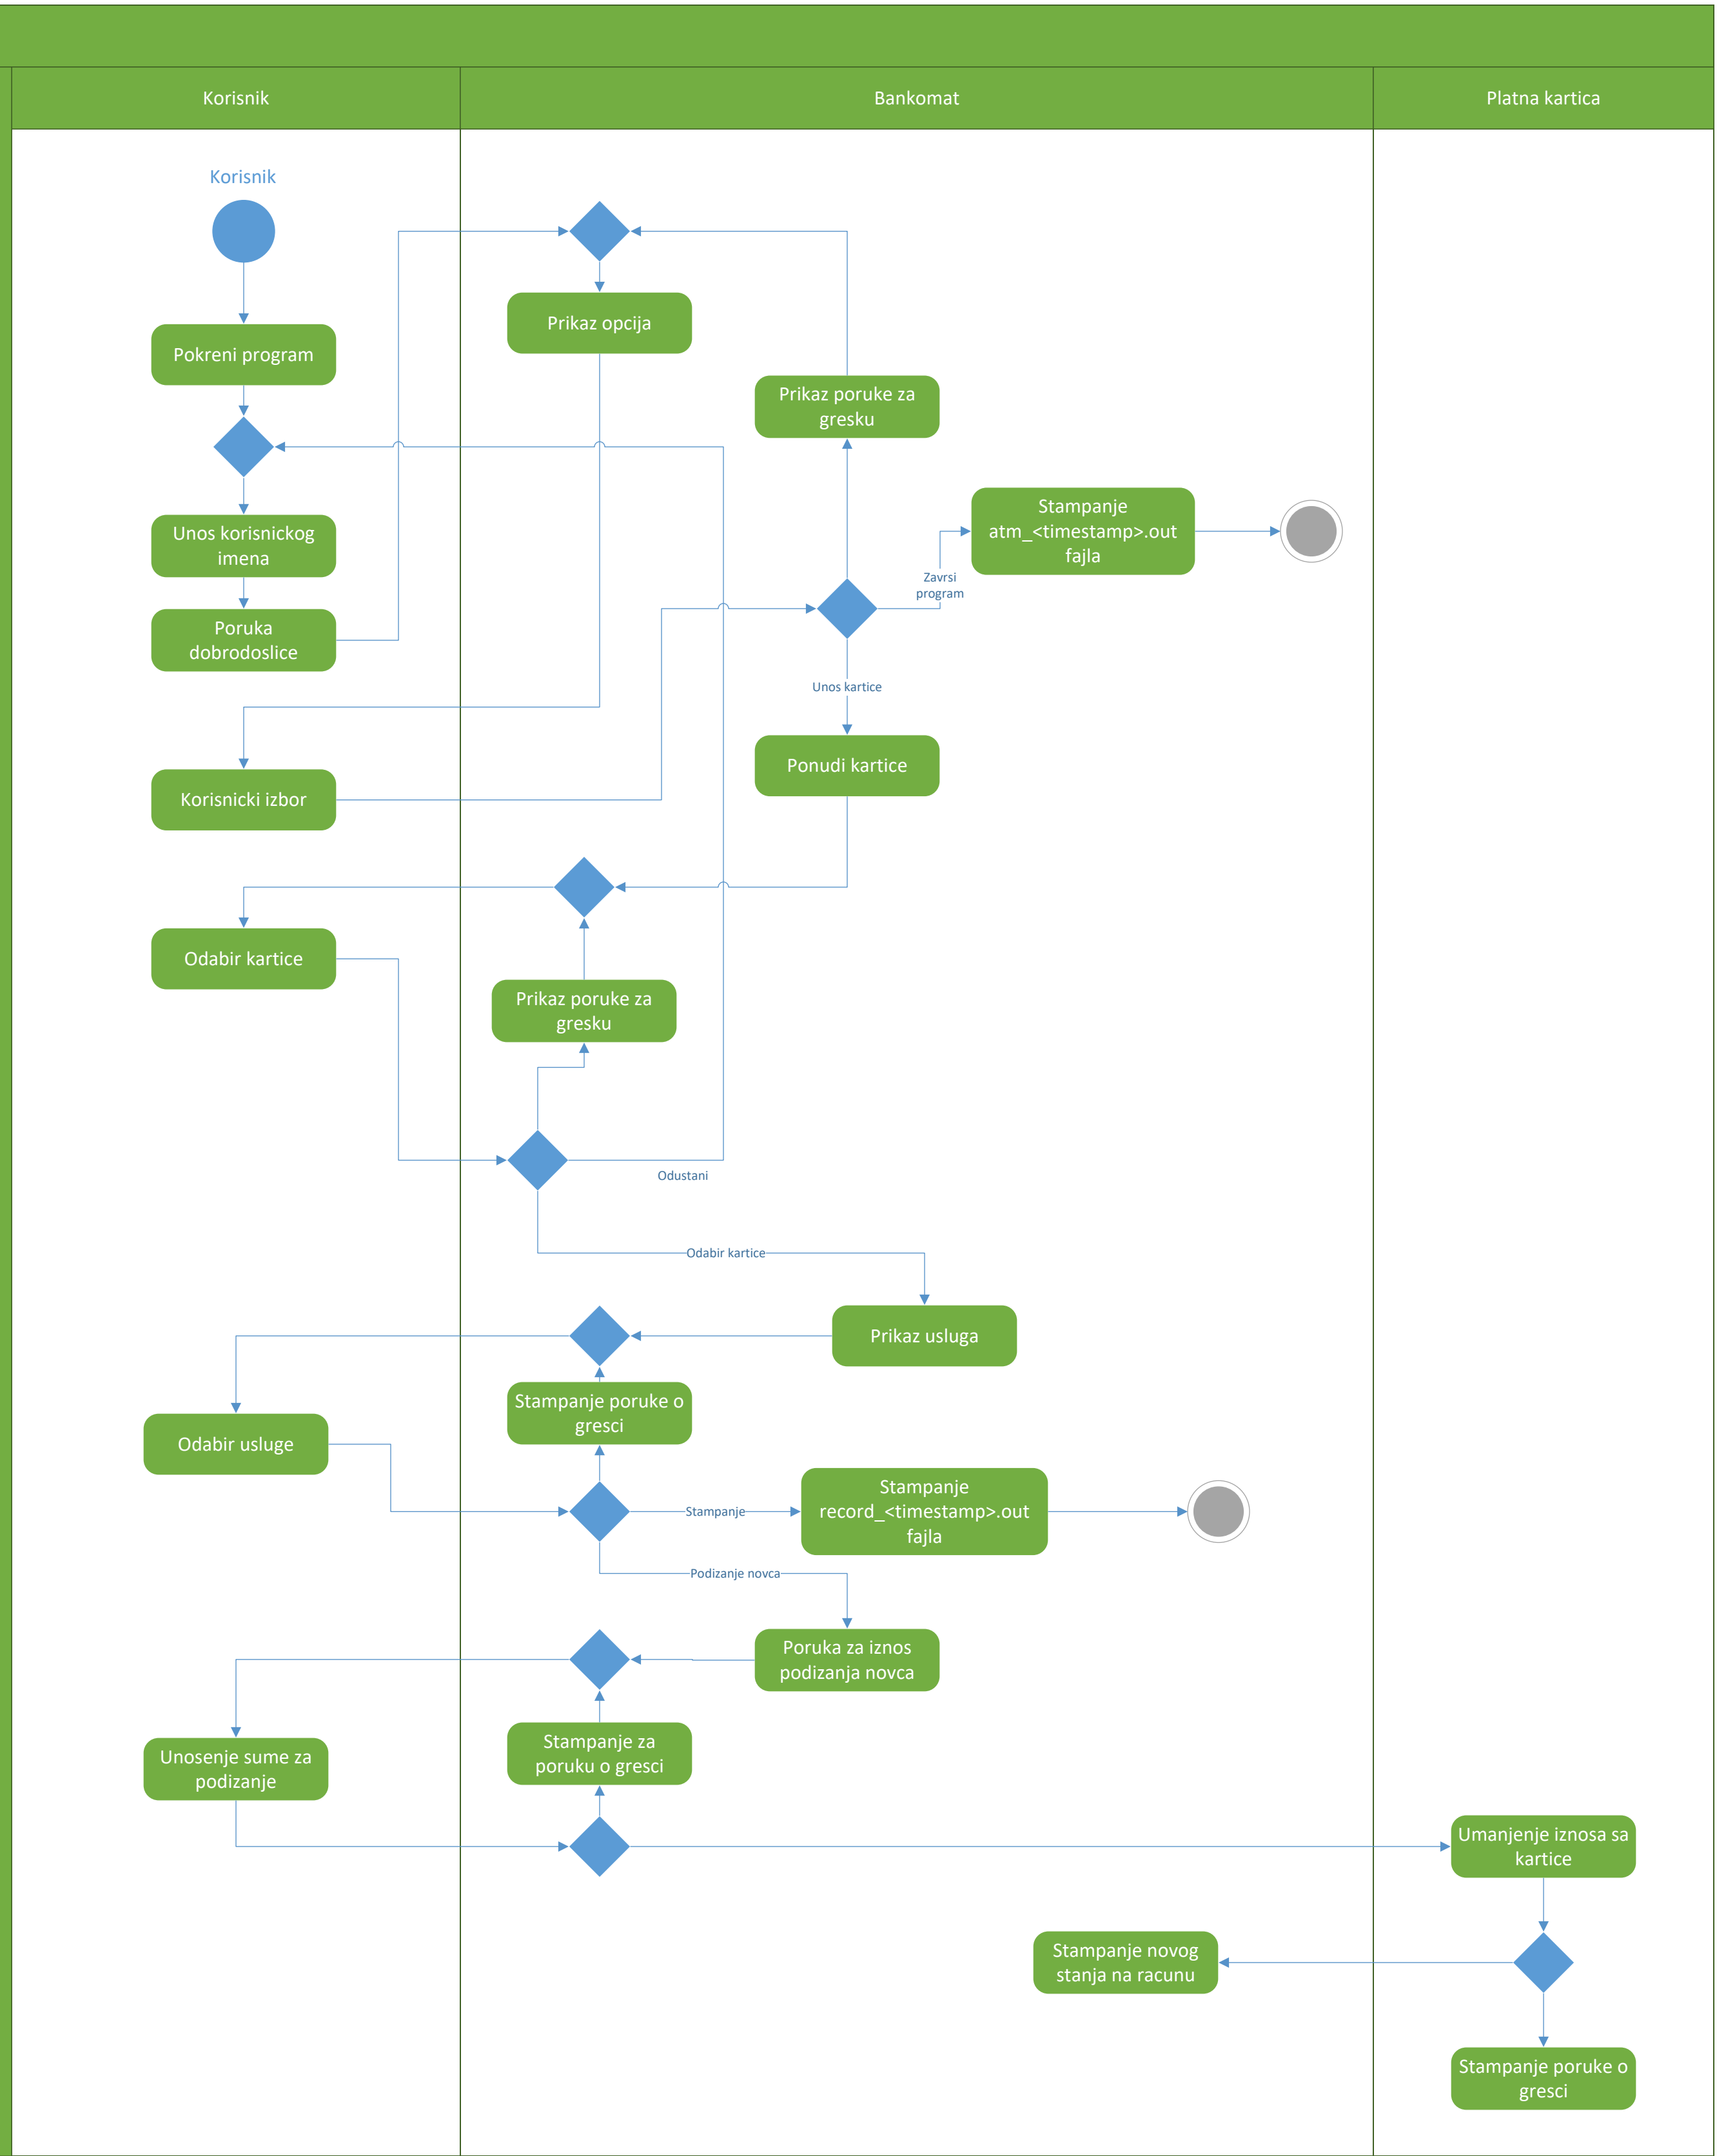 Korisnik
Bankomat
Platna kartica
Korisnik
Pokreni program
Prikaz opcija
Prikaz poruke za
gresku
Unos korisnickog
imena
Stampanje
atm_<timestamp>.out
fajla
Zavrsi
program
Poruka
dobrodoslice
Unos kartice
Ponudi kartice
Korisnicki izbor
Odabir kartice
Prikaz poruke za
gresku
Odustani
Odabir kartice
Prikaz usluga
Stampanje poruke o
gresci
Odabir usluge
Stampanje
Stampanje
record_<timestamp>.out
fajla
Podizanje novca
Poruka za iznos
podizanja novca
Unosenje sume za
podizanje
Stampanje za
poruku o gresci
Umanjenje iznosa sa
kartice
Stampanje novog
stanja na racunu
Stampanje poruke o
gresci